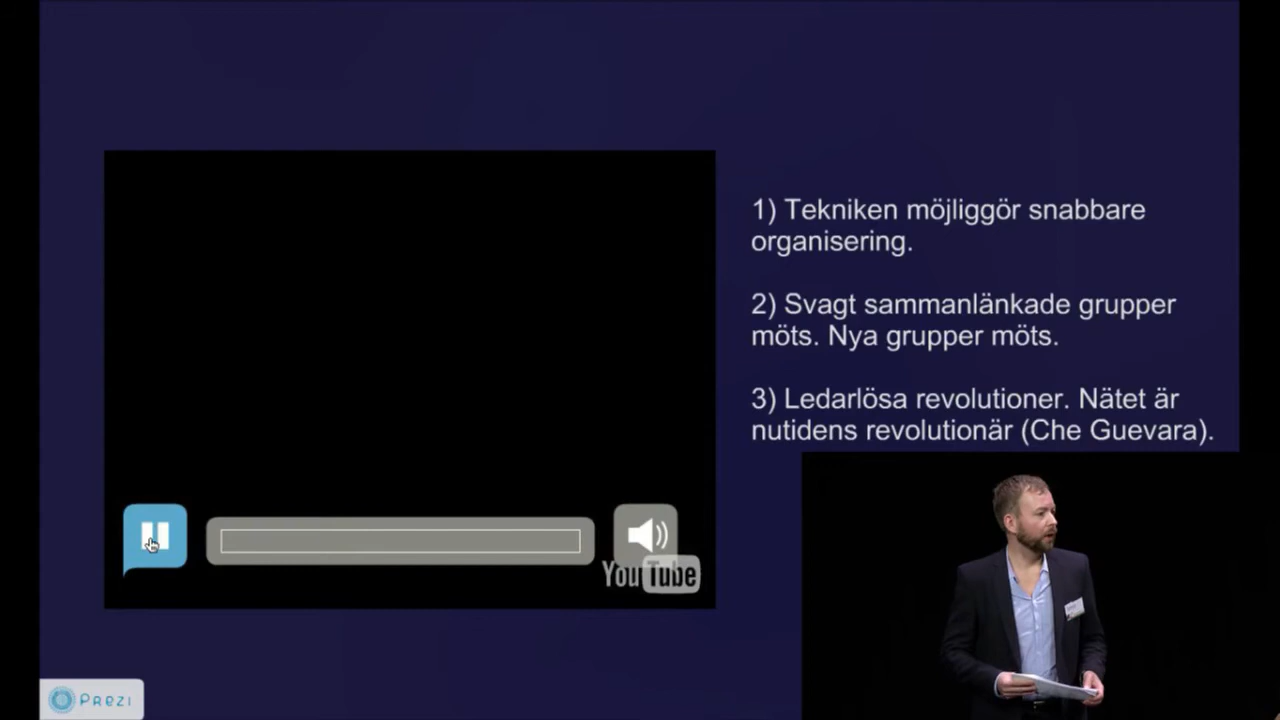 1) Tekniken möjliggör snabbare
organisering.
2) Svagt sammanlänkade grupper
möts. Nya grupper möts.
3) Ledarlösa revolutioner. Nätet är
nutidens revolutionär (Che Guevara).
YouTube
PREZI